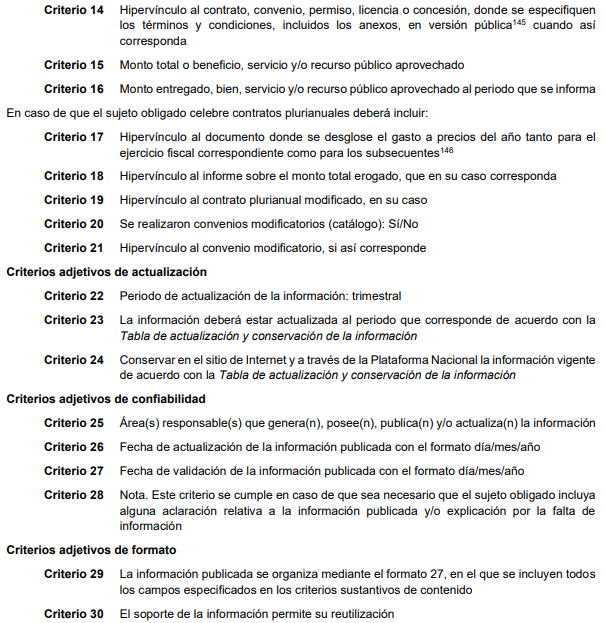 Criterio 14 Hipervínculo al contrato, convenio, permiso, licencia o concesión, donde se especifiquen
los términos y condiciones, incluidos los anexos, en versión pública145 cuando así
corresponda
Criterio 15 Monto total o beneficio, servicio y/o recurso público aprovechado
Criterio 16 Monto entregado, bien, servicio y/o recurso público aprovechado al periodo que se informa
En caso de que el sujeto obligado celebre contratos plurianuales deberá incluir:
Criterio 17 Hipervínculo al documento donde se desglose el gasto a precios del año tanto para el
ejercicio fiscal correspondiente como para los subsecuentes146
Criterio 18 Hipervínculo al informe sobre el monto total erogado, que en su caso corresponda
Criterio 19 Hipervínculo al contrato plurianual modificado, en su caso
Criterio 20 Se realizaron convenios modificatorios (catálogo): Sí/No
Criterio 21 Hipervínculo al convenio modificatorio, si así corresponde
Criterios adjetivos de actualización
Criterio 22 Periodo de actualización de la información: trimestral
Criterio 23 La información deberá estar actualizada al periodo que corresponde de acuerdo con la
Tabla de actualización y conservación de la información
Criterio 24 Conservar en el sitio de Internet y a través de la Plataforma Nacional la información vigente
de acuerdo con la Tabla de actualización y conservación de la información
Criterios adjetivos de confiabilidad
Criterio 25 Área(s) responsable(s) que genera(n), posee(n), publica(n) y/o actualiza(n) la información
Criterio 26 Fecha de actualización de la información publicada con el formato día/mes/año
Criterio 27 Fecha de validación de la información publicada con el formato día/mes/año
Criterio 28 Nota. Este criterio se cumple en caso de que sea necesario que el sujeto obligado incluya
alguna aclaración relativa a la información publicada y/o explicación por la falta de
información
Criterios adjetivos de formato
Criterio 29 La información publicada se organiza mediante el formato 27, en el que se incluyen todos
los campos especificados en los criterios sustantivos de contenido
Criterio 30 El soporte de la información permite su reutilización